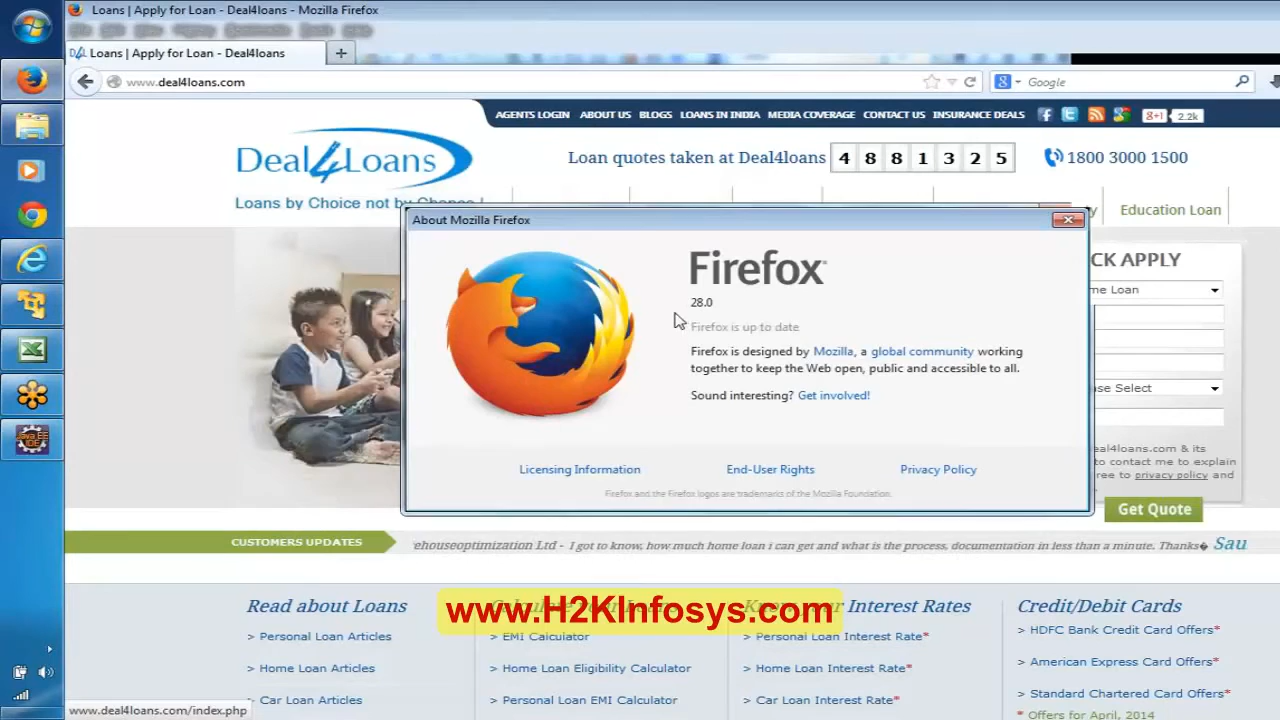 Loans | Apply for Loan - Deal4loans - Mozilla Firefox
Loans | Apply for Loan - Deal4loans
www.deal4loans.com
Google
AGENTS LOGIN ABOUT US BLOGS LOANS IN INDIA MEDIA COVERAGE CONTACT US INSURANCE DEALS
+1 2.2k
Deal4Loans
Loans by Choice not by Chance !
Loan quotes taken at Deal4loans 4 8 8 1 3 2 5
1800 3000 1500
Education Loan
About Mozilla Firefox
Firefox
28.0
Firefox is up to date
Firefox is designed by Mozilla, a global community working
together to keep the Web open, public and accessible to all.
Sound interesting? Get involved!
Licensing Information End-User Rights Privacy Policy
Firefox and the Firefox logos are trademarks of the Mozilla Foundation.
CK APPLY
me Loan
ase Select
deal4loans.com & its
to contact me to explain
ree to privacy policy and
Get Quote
CUSTOMERS UPDATES
ehouseoptimization Ltd - I got to know, how much home loan i can get and what is the process, documentation in less than a minute. Thanks� Sau
www.H2KInfosys.com
Read about Loans
> Personal Loan Articles
> Home Loan Articles
> Car Loan Articles
> EMI Calculator
> Home Loan Eligibility Calculator
> Personal Loan EMI Calculator
Interest Rates
> Personal Loan Interest Rate*
> Home Loan Interest Rate*
> Car Loan Interest Rate*
Credit/Debit Cards
> HDFC Bank Credit Card Offers*
> American Express Card Offers*
> Standard Chartered Card Offers*
* Offers for April, 2014
www.deal4loans.com/index.php